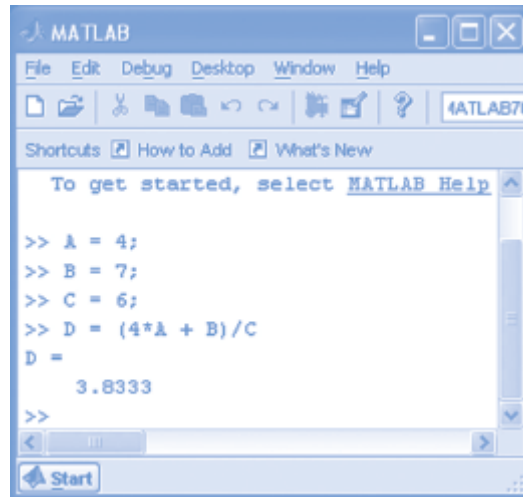 MATLAB
File Edit Debug Desktop Window Help
ATLAB7
Shortcuts How to Add What's New
To get started, select MATLAB Help
>> A = 4;
>> B = 7;
>> C = 6;
>> D = (4*A + B)/C
D =
3.8333
>>
Start